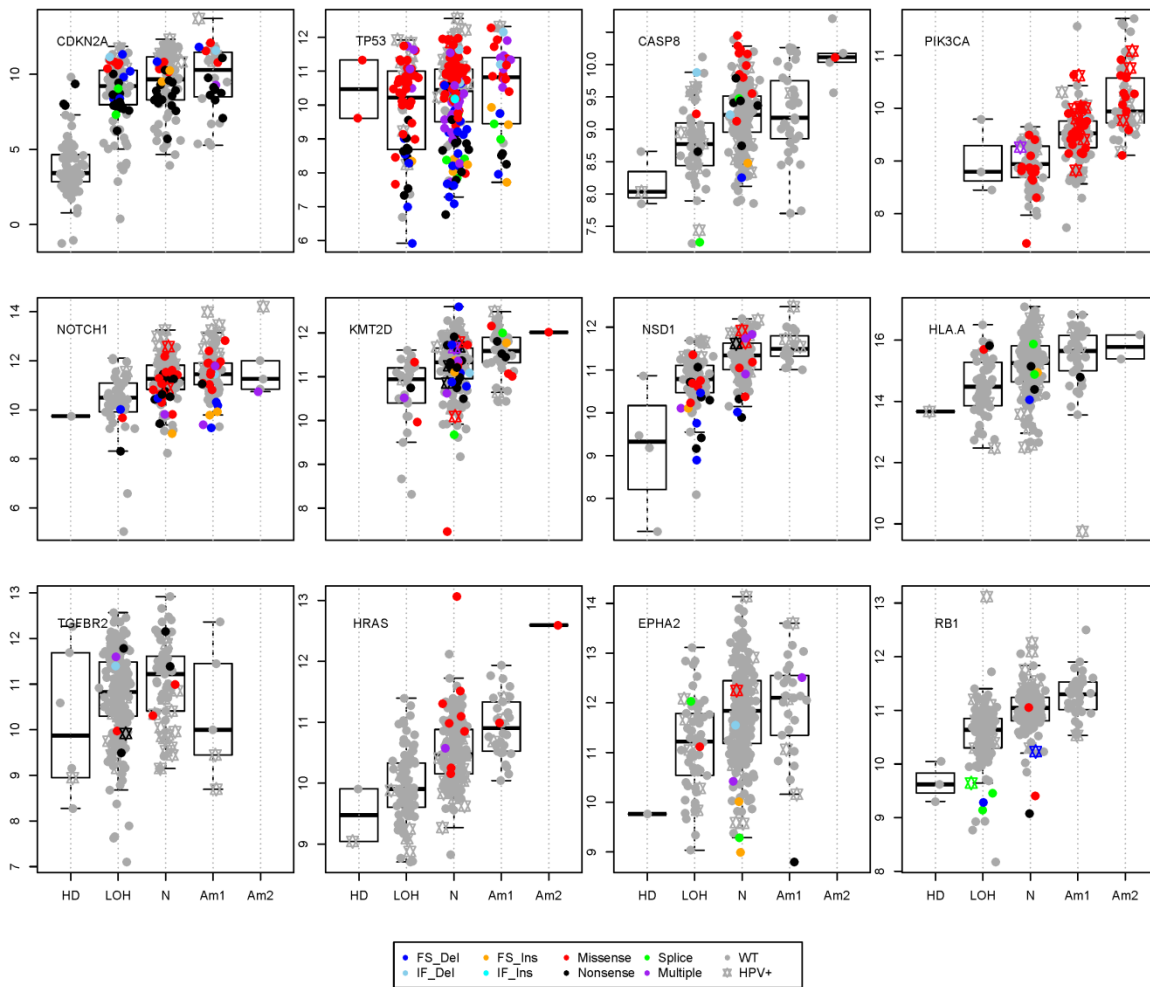 CDKN2A
0 5 10
TP53
6 7 8 9 10 11 12
CASP8
7.5 8.0 8.5 9.0 9.5 10.0
PIK3CA
8 9 10 11
NOTCH1
6 8 10 12 14
KMT2D
8 9 10 11 12
NSD1
8 9 10 11 12
HLA.A
10 12 14 16
TGFBR2
7 8 9 10 11 12 13
HRAS
9 10 11 12 13
EPHA2
9 10 11 12 13 14
RB1
8 9 10 11 12 13
HD LOH N Am1 Am2
HD LOH N Am1 Am2
HD LOH N Am1 Am2
HD LOH N Am1 Am2
FS_Del FS_Ins Missense Splice WT
IF_Del IF_Ins Nonsense Multiple HPV+